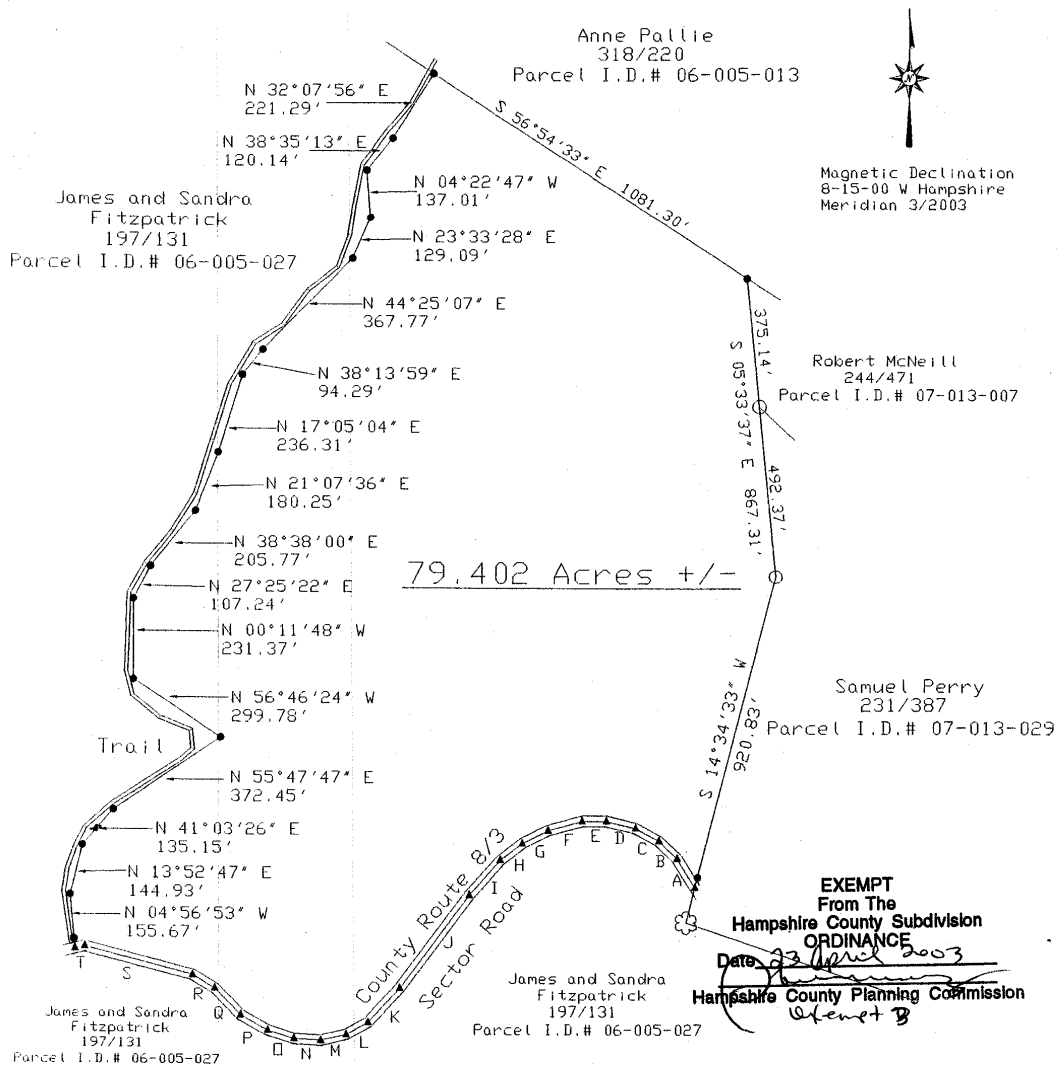 Anne Pallie
318/220
Parcel I.D.# 06-005-013
N
Magnetic Declination
8-15-00 W Hampshire
Meridian 3/2003
N 32°07'56" E
221.29'
N 38°35'13" E
120.14'
S 56°54'33" E 1081.30'
James and Sandra
Fitzpatrick
197/131
Parcel I.D.# 06-005-027
N 04°22'47" W
137.01'
N 23°33'28" E
129.09'
N 44°25'07" E
367.77'
N 38°13'59" E
94.29'
N 17°05'04" E
236.31'
N 21°07'36" E
180.25'
N 38°38'00" E
205.77'
N 27°25'22" E
107.24'
N 00°11'48" W
231.37'
N 56°46'24" W
299.78'
Trail
N 55°47'47" E
372.45'
N 41°03'26" E
135.15'
N 13°52'47" E
144.93'
N 04°56'53" W
155.67'
375.14'
S 05°33'37" E 867.31'
492.37'
Robert McNeill
244/471
Parcel I.D.# 07-013-007
79.402 Acres +/-
S 14°34'33" W
920.83'
Samuel Perry
231/387
Parcel I.D.# 07-013-029
County Route 8/3
Sector Road
A
B
C
D
E
F
G
H
I
J
K
L
M
N
O
P
Q
R
S
T
EXEMPT
From The
Hampshire County Subdivision
ORDINANCE
Date 23 April 2003
Hampshire County Planning Commission
Exempt B
James and Sandra
Fitzpatrick
197/131
Parcel I.D.# 06-005-027
James and Sandra
Fitzpatrick
197/131
Parcel I.D.# 06-005-027